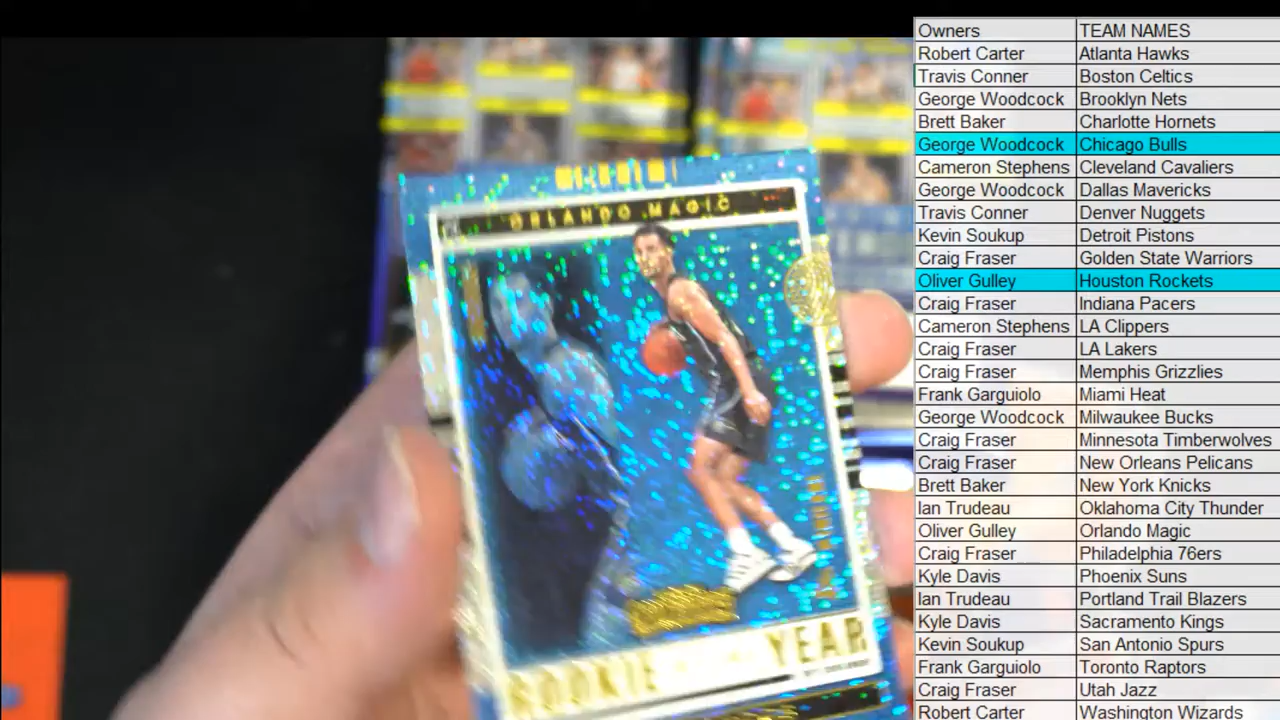 ORLANDO MAGIC
ROOKIE OF THE YEAR
Owners TEAM NAMES
Robert Carter Atlanta Hawks
Travis Conner Boston Celtics
George Woodcock Brooklyn Nets
Brett Baker Charlotte Hornets
George Woodcock Chicago Bulls
Cameron Stephens Cleveland Cavaliers
George Woodcock Dallas Mavericks
Travis Conner Denver Nuggets
Kevin Soukup Detroit Pistons
Craig Fraser Golden State Warriors
Oliver Gulley Houston Rockets
Craig Fraser Indiana Pacers
Cameron Stephens LA Clippers
Craig Fraser LA Lakers
Craig Fraser Memphis Grizzlies
Frank Garguiolo Miami Heat
George Woodcock Milwaukee Bucks
Craig Fraser Minnesota Timberwolves
Craig Fraser New Orleans Pelicans
Brett Baker New York Knicks
Ian Trudeau Oklahoma City Thunder
Oliver Gulley Orlando Magic
Craig Fraser Philadelphia 76ers
Kyle Davis Phoenix Suns
Ian Trudeau Portland Trail Blazers
Kyle Davis Sacramento Kings
Kevin Soukup San Antonio Spurs
Frank Garguiolo Toronto Raptors
Craig Fraser Utah Jazz
Robert Carter Washington Wizards